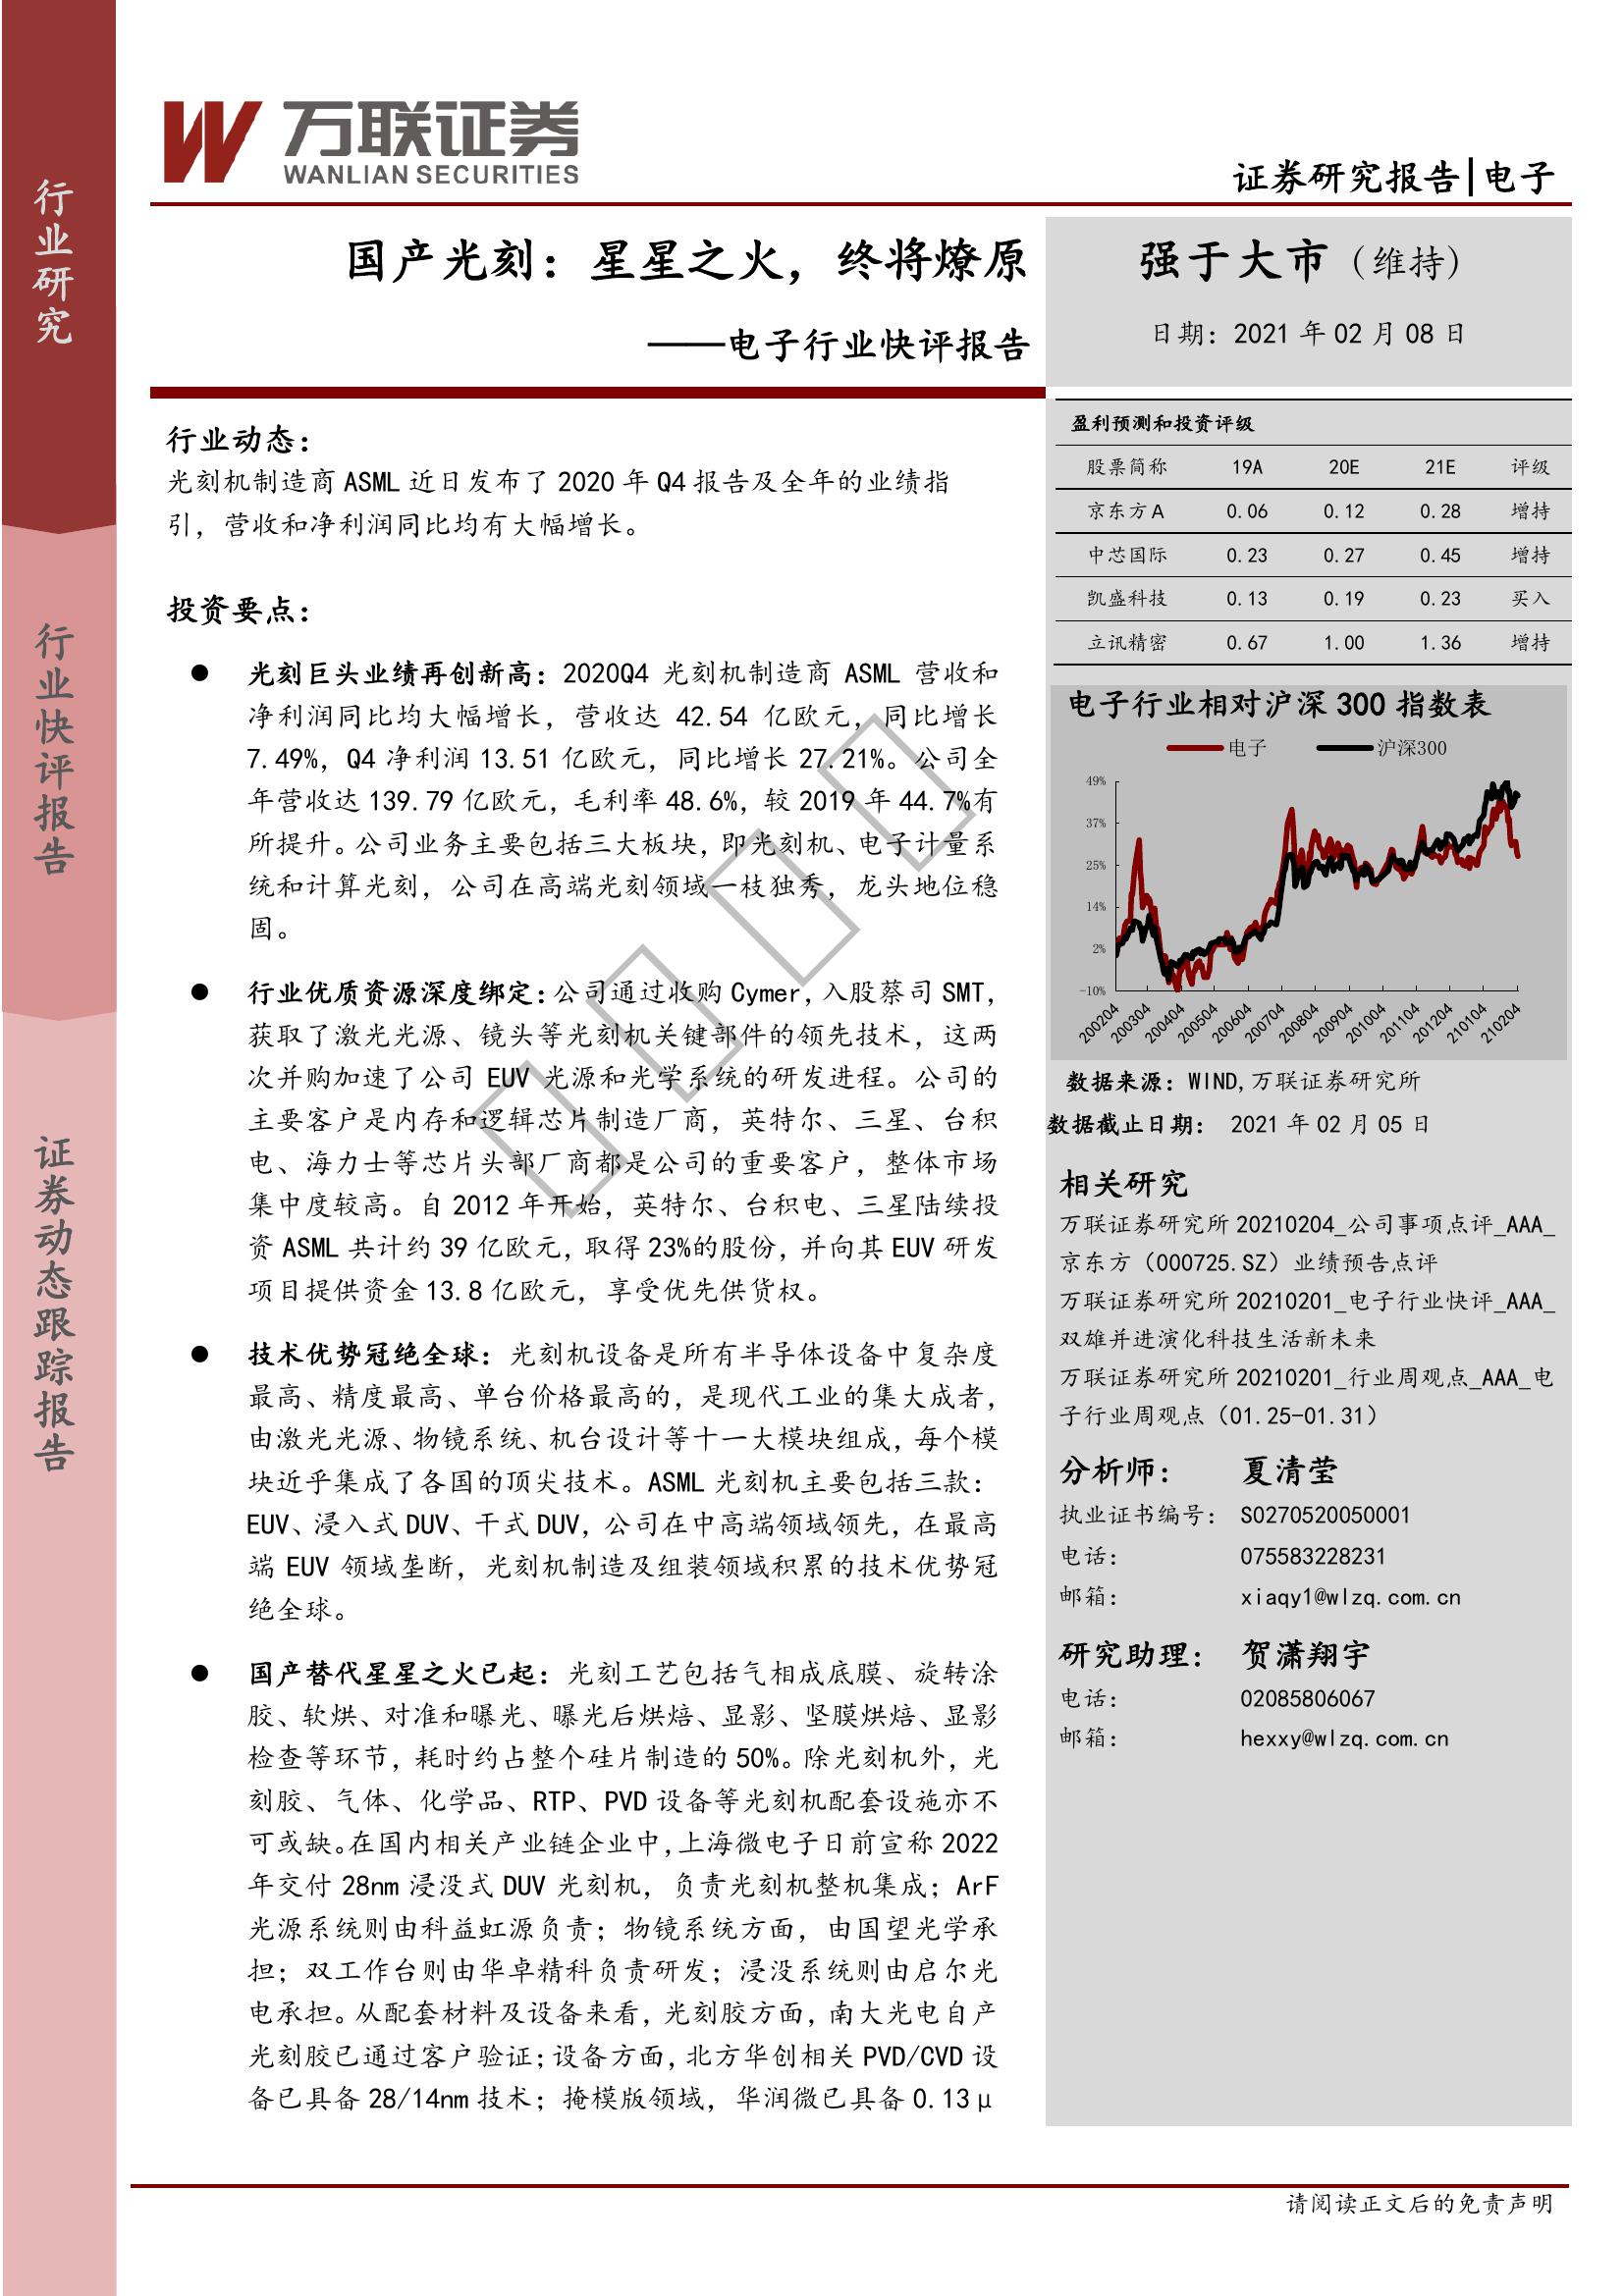 行业研究
行业快评报告
证券动态跟踪报告
万联证券
WANLIAN SECURITIES
证券研究报告|电子
国产光刻：星星之火，终将燎原
——电子行业快评报告
强于大市（维持）
日期：2021 年 02 月 08 日
行业动态：
光刻机制造商 ASML 近日发布了 2020 年 Q4 报告及全年的业绩指
引，营收和净利润同比均有大幅增长。
投资要点：
● 光刻巨头业绩再创新高：2020Q4 光刻机制造商 ASML 营收和
净利润同比均大幅增长，营收达 42.54 亿欧元，同比增长
7.49%，Q4 净利润 13.51 亿欧元，同比增长 27.21%。公司全
年营收达 139.79 亿欧元，毛利率 48.6%，较 2019 年 44.7%有
所提升。公司业务主要包括三大板块，即光刻机、电子计量系
统和计算光刻，公司在高端光刻领域一枝独秀，龙头地位稳
固。
● 行业优质资源深度绑定：公司通过收购 Cymer，入股蔡司 SMT，
获取了激光光源、镜头等光刻机关键部件的领先技术，这两
次并购加速了公司 EUV 光源和光学系统的研发进程。公司的
主要客户是内存和逻辑芯片制造厂商，英特尔、三星、台积
电、海力士等芯片头部厂商都是公司的重要客户，整体市场
集中度较高。自 2012 年开始，英特尔、台积电、三星陆续投
资 ASML 共计约 39 亿欧元，取得 23%的股份，并向其 EUV 研发
项目提供资金 13.8 亿欧元，享受优先供货权。
● 技术优势冠绝全球：光刻机设备是所有半导体设备中复杂度
最高、精度最高、单台价格最高的，是现代工业的集大成者，
由激光光源、物镜系统、机台设计等十一大模块组成，每个模
块近乎集成了各国的顶尖技术。ASML 光刻机主要包括三款：
EUV、浸入式 DUV、干式 DUV，公司在中高端领域领先，在最高
端 EUV 领域垄断，光刻机制造及组装领域积累的技术优势冠
绝全球。
● 国产替代星星之火已起：光刻工艺包括气相成底膜、旋转涂
胶、软烘、对准和曝光、曝光后烘焙、显影、坚膜烘焙、显影
检查等环节，耗时约占整个硅片制造的 50%。除光刻机外，光
刻胶、气体、化学品、RTP、PVD 设备等光刻机配套设施亦不
可或缺。在国内相关产业链企业中，上海微电子日前宣称 2022
年交付 28nm 浸没式 DUV 光刻机，负责光刻机整机集成；ArF
光源系统则由科益虹源负责；物镜系统方面，由国望光学承
担；双工作台则由华卓精科负责研发；浸没系统则由启尔光
电承担。从配套材料及设备来看，光刻胶方面，南大光电自产
光刻胶已通过客户验证；设备方面，北方华创相关 PVD/CVD 设
备已具备 28/14nm 技术；掩模版领域，华润微已具备 0.13μ
盈利预测和投资评级
股票简称 19A 20E 21E 评级
京东方A 0.06 0.12 0.28 增持
中芯国际 0.23 0.27 0.45 增持
凯盛科技 0.13 0.19 0.23 买入
立讯精密 0.67 1.00 1.36 增持
电子行业相对沪深 300 指数表
电子 沪深300
49%
37%
25%
14%
2%
-10%
200204 200304 200404 200504 200604 200704 200804 200904 201004 201104 201204 210104 210204
数据来源：WIND,万联证券研究所
数据截止日期： 2021 年 02 月 05 日
相关研究
万联证券研究所 20210204_公司事项点评_AAA_
京东方（000725.SZ）业绩预告点评
万联证券研究所 20210201_电子行业快评_AAA_
双雄并进演化科技生活新未来
万联证券研究所 20210201_行业周观点_AAA_电
子行业周观点（01.25-01.31）
分析师： 夏清莹
执业证书编号： S0270520050001
电话： 075583228231
邮箱： xiaqy1@wlzq.com.cn
研究助理： 贺潇翔宇
电话： 02085806067
邮箱： hexxy@wlzq.com.cn
请阅读正文后的免责声明